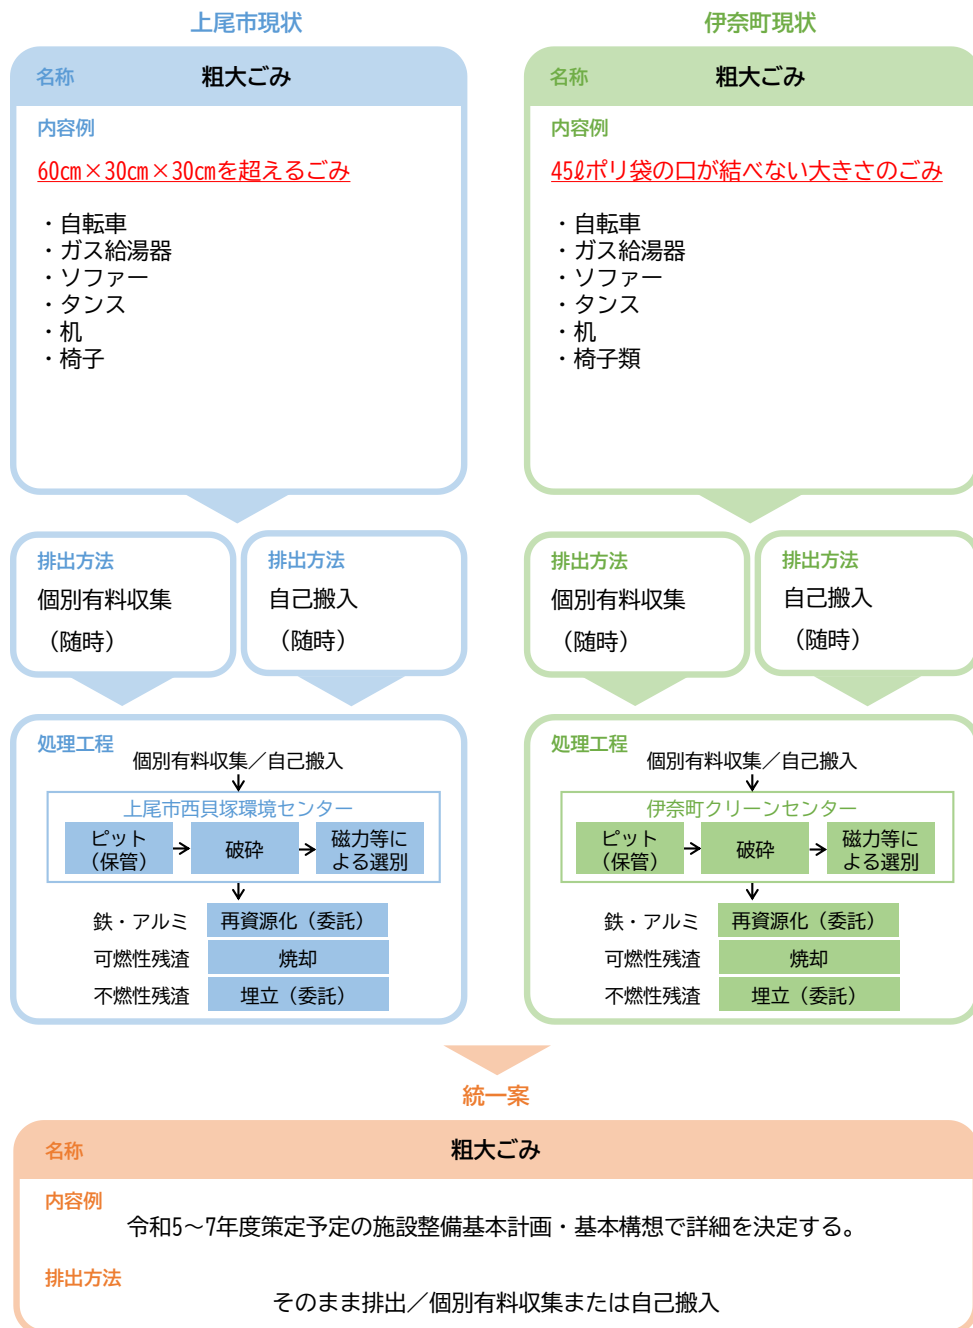 上尾市現状
名称
粗大ごみ
内容例
60㎝×30㎝×30㎝を超えるごみ
・自転車
・ガス給湯器
・ソファー
・タンス
・机
・椅子
排出方法
個別有料収集
（随時）
排出方法
自己搬入
（随時）
処理工程
個別有料収集／自己搬入
上尾市西貝塚環境センター
ピット
（保管）
破砕
磁力等に
よる選別
鉄・アルミ
再資源化（委託）
可燃性残渣
焼却
不燃性残渣
埋立（委託）
伊奈町現状
名称
粗大ごみ
内容例
45ℓポリ袋の口が結べない大きさのごみ
・自転車
・ガス給湯器
・ソファー
・タンス
・机
・椅子類
排出方法
個別有料収集
（随時）
排出方法
自己搬入
（随時）
処理工程
個別有料収集／自己搬入
伊奈町クリーンセンター
ピット
（保管）
破砕
磁力等に
よる選別
鉄・アルミ
再資源化（委託）
可燃性残渣
焼却
不燃性残渣
埋立（委託）
統一案
名称
粗大ごみ
内容例
令和5～7年度策定予定の施設整備基本計画・基本構想で詳細を決定する。
排出方法
そのまま排出／個別有料収集または自己搬入